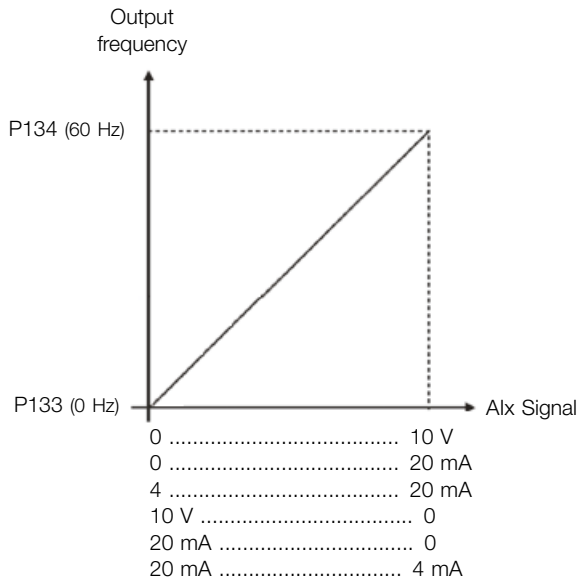 Output
frequency
P134 (60 Hz)
P133 (0 Hz)
AIx Signal
0 ...................................... 10 V
0 ...................................... 20 mA
4 ...................................... 20 mA
10 V ................................... 0
20 mA ................................ 0
20 mA .............................. 4 mA